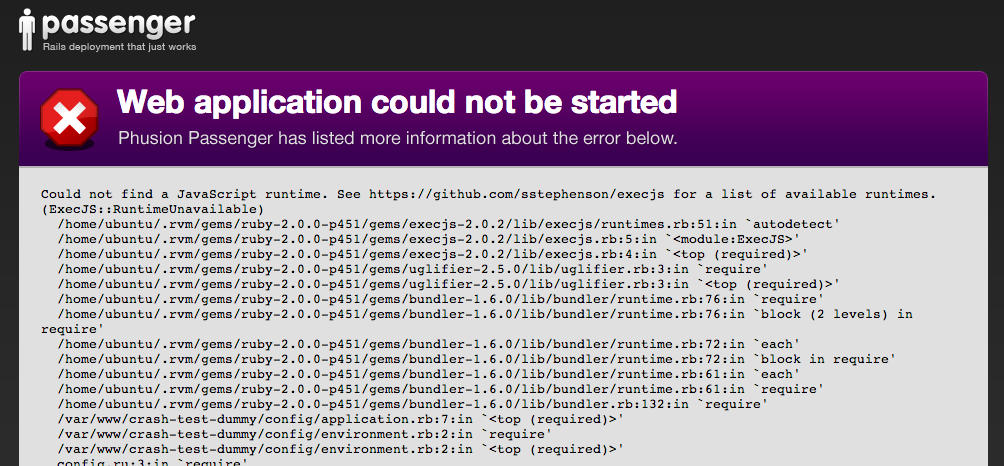 passenger
Rails deployment that just works
Web application could not be started
Phusion Passenger has listed more information about the error below.
Could not find a JavaScript runtime. See https://github.com/sstephenson/execjs for a list of available runtimes.
(ExecJS::RuntimeUnavailable)
/home/ubuntu/.rvm/gems/ruby-2.0.0-p451/gems/execjs-2.0.2/lib/execjs/runtimes.rb:51:in `autodetect'
/home/ubuntu/.rvm/gems/ruby-2.0.0-p451/gems/execjs-2.0.2/lib/execjs.rb:5:in `<module:ExecJS>'
/home/ubuntu/.rvm/gems/ruby-2.0.0-p451/gems/execjs-2.0.2/lib/execjs.rb:4:in `<top (required)>'
/home/ubuntu/.rvm/gems/ruby-2.0.0-p451/gems/uglifier-2.5.0/lib/uglifier.rb:3:in `require'
/home/ubuntu/.rvm/gems/ruby-2.0.0-p451/gems/uglifier-2.5.0/lib/uglifier.rb:3:in `<top (required)>'
/home/ubuntu/.rvm/gems/ruby-2.0.0-p451/gems/bundler-1.6.0/lib/bundler/runtime.rb:76:in `require'
/home/ubuntu/.rvm/gems/ruby-2.0.0-p451/gems/bundler-1.6.0/lib/bundler/runtime.rb:76:in `block (2 levels) in
require'
/home/ubuntu/.rvm/gems/ruby-2.0.0-p451/gems/bundler-1.6.0/lib/bundler/runtime.rb:72:in `each'
/home/ubuntu/.rvm/gems/ruby-2.0.0-p451/gems/bundler-1.6.0/lib/bundler/runtime.rb:72:in `block in require'
/home/ubuntu/.rvm/gems/ruby-2.0.0-p451/gems/bundler-1.6.0/lib/bundler/runtime.rb:61:in `each'
/home/ubuntu/.rvm/gems/ruby-2.0.0-p451/gems/bundler-1.6.0/lib/bundler/runtime.rb:61:in `require'
/home/ubuntu/.rvm/gems/ruby-2.0.0-p451/gems/bundler-1.6.0/lib/bundler.rb:132:in `require'
/var/www/crash-test-dummy/config/application.rb:7:in `<top (required)>'
/var/www/crash-test-dummy/config/environment.rb:2:in `require'
/var/www/crash-test-dummy/config/environment.rb:2:in `<top (required)>'
config.ru:3:in `require'